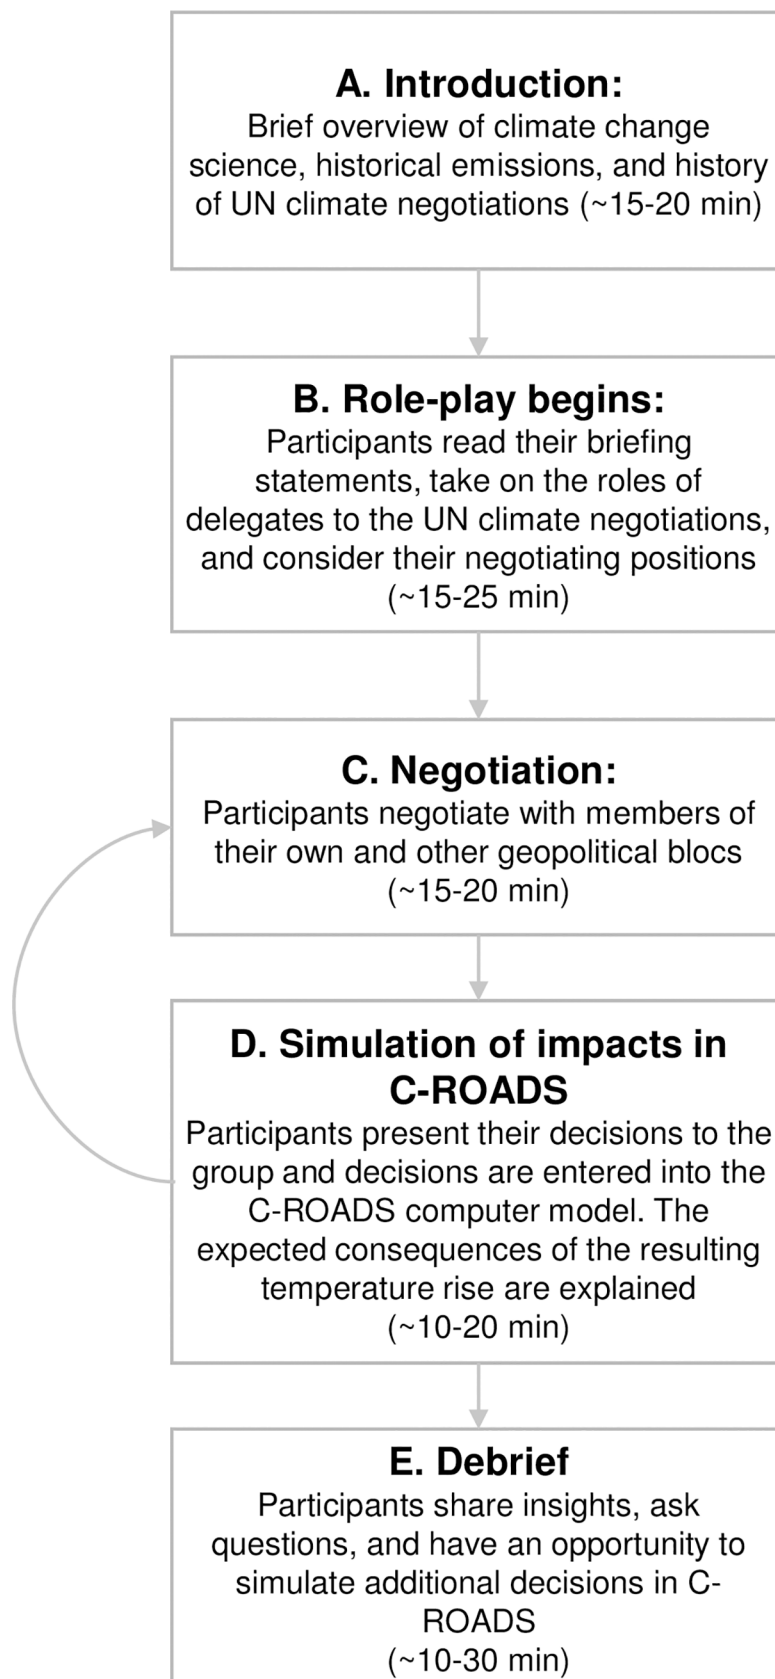 A. Introduction:
Brief overview of climate change
science, historical emissions, and history
of UN climate negotiations (~15-20 min)
B. Role-play begins:
Participants read their briefing
statements, take on the roles of
delegates to the UN climate negotiations,
and consider their negotiating positions
(~15-25 min)
C. Negotiation:
Participants negotiate with members of
their own and other geopolitical blocs
(~15-20 min)
D. Simulation of impacts in
C-ROADS
Participants present their decisions to the
group and decisions are entered into the
C-ROADS computer model. The
expected consequences of the resulting
temperature rise are explained
(~10-20 min)
E. Debrief
Participants share insights, ask
questions, and have an opportunity to
simulate additional decisions in C-
ROADS
(~10-30 min)